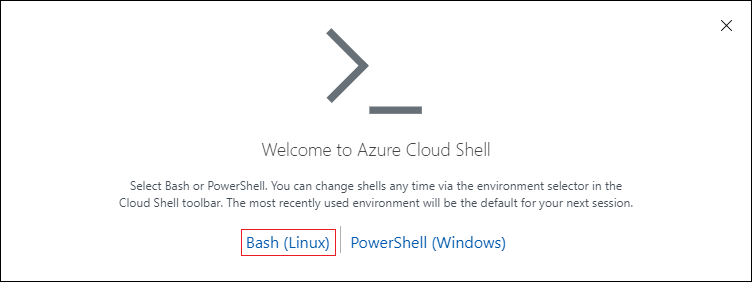 Welcome to Azure Cloud Shell
Select Bash or PowerShell. You can change shells any time via the environment selector in the
Cloud Shell toolbar. The most recently used environment will be the default for your next session.
Bash (Linux) PowerShell (Windows)